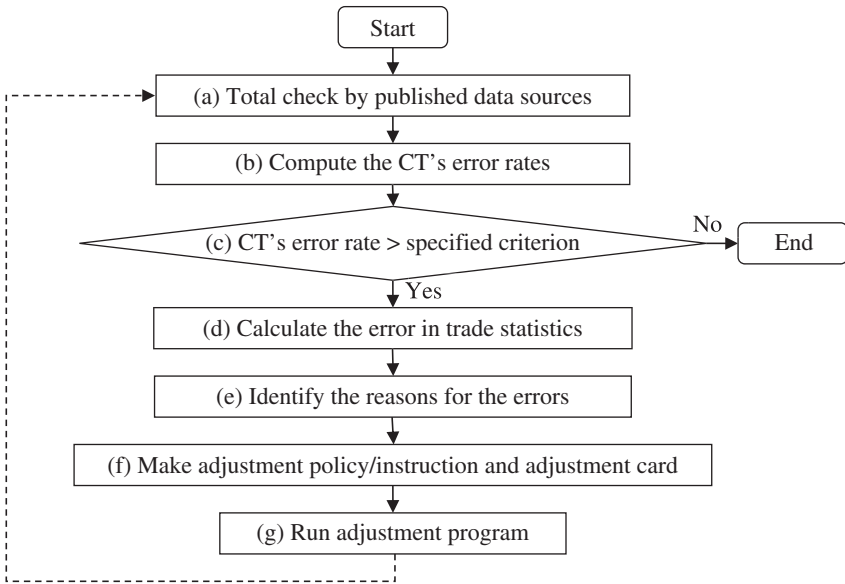 Start
(a) Total check by published data sources
(b) Compute the CT’s error rates
(c) CT’s error rate > specified criterion
No
End
Yes
(d) Calculate the error in trade statistics
(e) Identify the reasons for the errors
(f) Make adjustment policy/instruction and adjustment card
(g) Run adjustment program